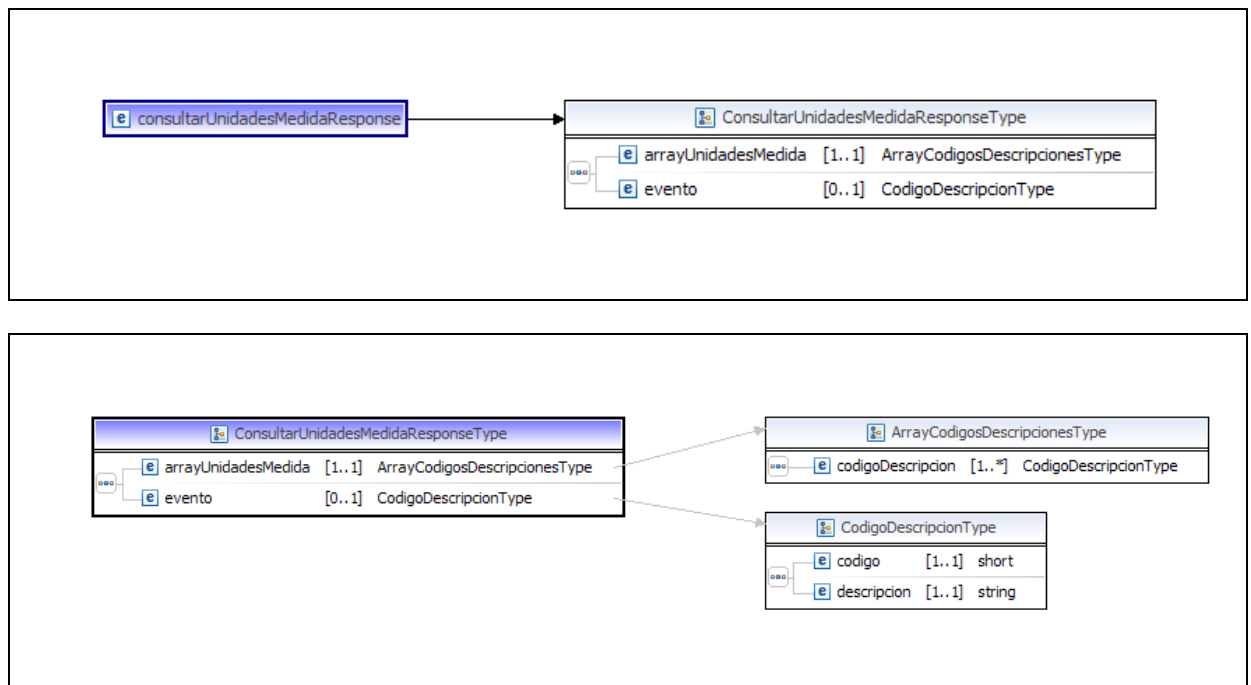 e consultarUnidadesMedidaResponse
ConsultarUnidadesMedidaResponseType
e arrayUnidadesMedida [1..1] ArrayCodigosDescripcionesType
e evento [0..1] CodigoDescripcionType
ConsultarUnidadesMedidaResponseType
e arrayUnidadesMedida [1..1] ArrayCodigosDescripcionesType
e evento [0..1] CodigoDescripcionType
ArrayCodigosDescripcionesType
e codigoDescripcion [1..*] CodigoDescripcionType
CodigoDescripcionType
e codigo [1..1] short
e descripcion [1..1] string